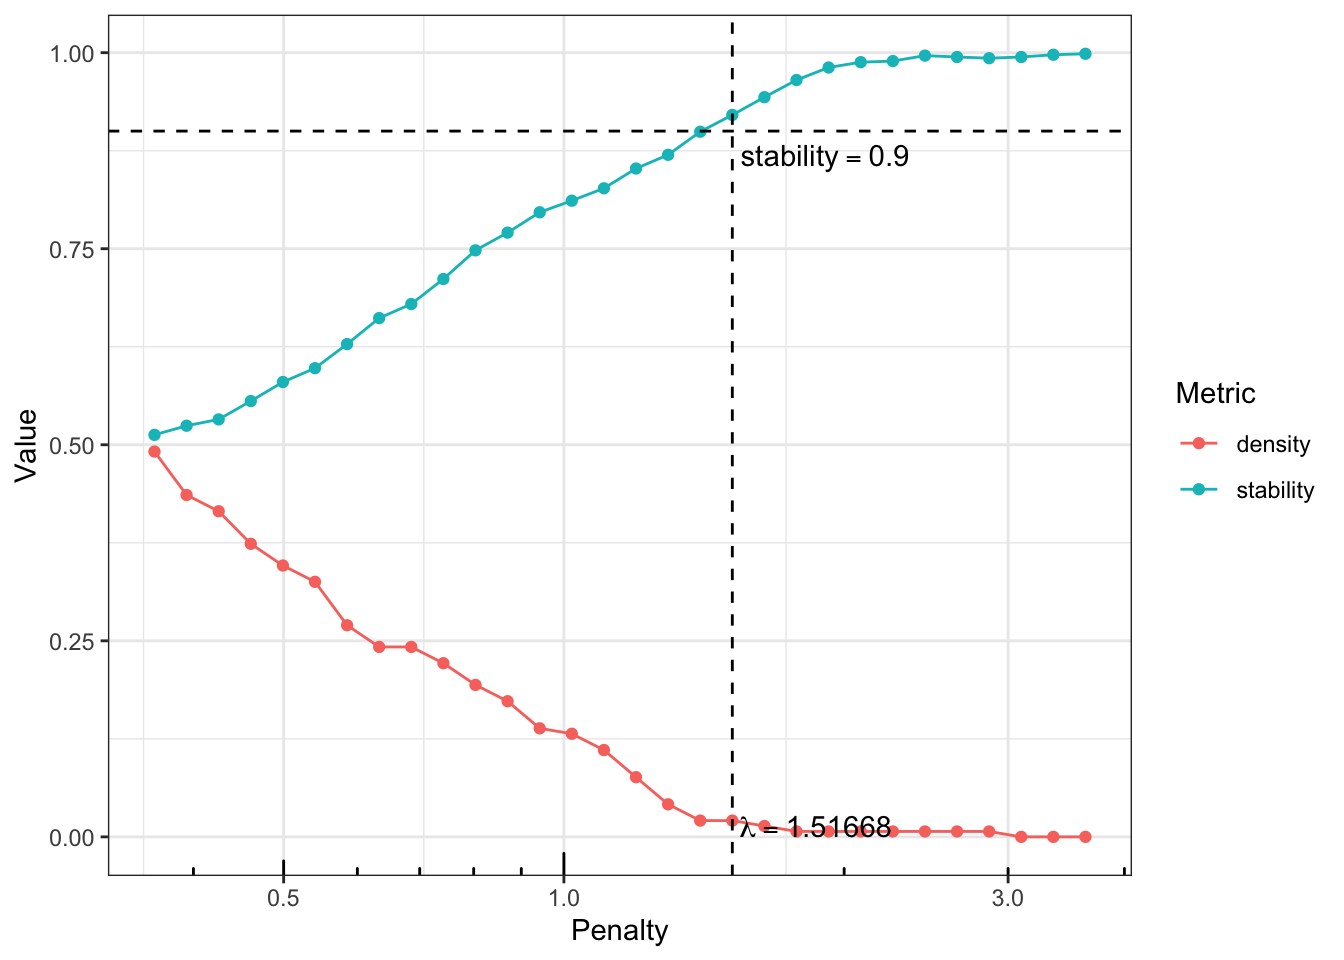 1.00
0.75
0.50
0.25
0.00
Value
stability = 0.9
λ = 1.51668
0.5
1.0
3.0
Penalty
Metric
density
stability